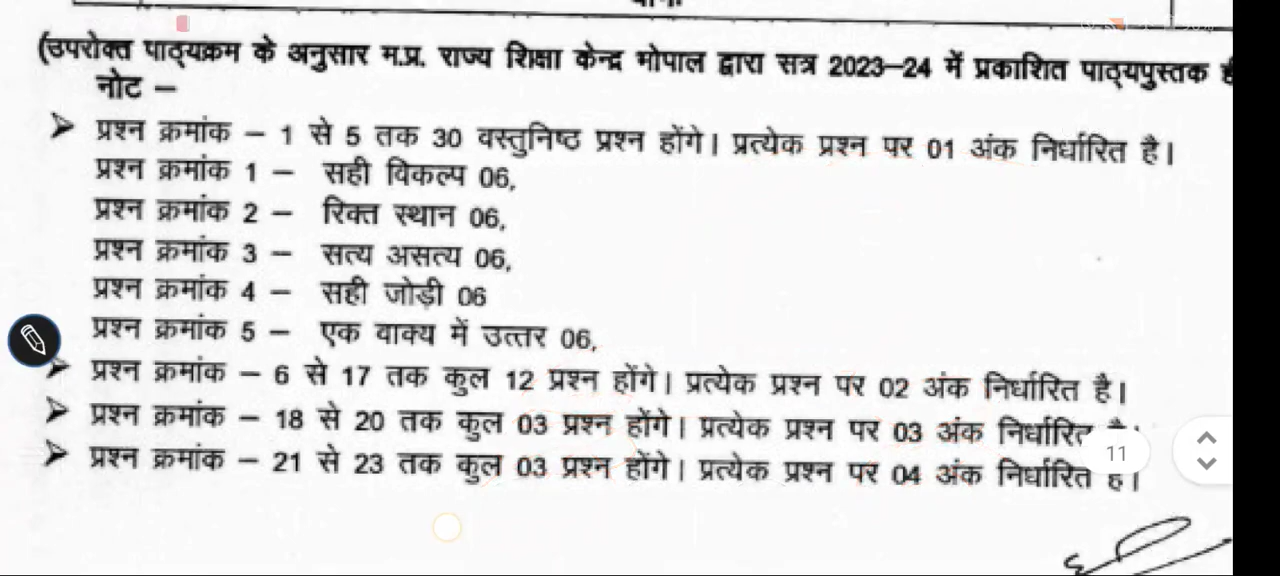 (उपरोक्त पाठ्यक्रम के अनुसार म.प्र. राज्य शिक्षा केन्द्र भोपाल द्वारा सत्र 2023–24 में प्रकाशित पाठ्यपुस्तक
नोट –
➤ प्रश्न क्रमांक – 1 से 5 तक 30 वस्तुनिष्ठ प्रश्न होंगे। प्रत्येक प्रश्न पर 01 अंक निर्धारित है।
प्रश्न क्रमांक 1 – सही विकल्प 06,
प्रश्न क्रमांक 2 – रिक्त स्थान 06,
प्रश्न क्रमांक 3 – सत्य असत्य 06,
प्रश्न क्रमांक 4 – सही जोड़ी 06
प्रश्न क्रमांक 5 – एक वाक्य में उत्तर 06,
➤ प्रश्न क्रमांक – 6 से 17 तक कुल 12 प्रश्न होंगे। प्रत्येक प्रश्न पर 02 अंक निर्धारित है।
➤ प्रश्न क्रमांक – 18 से 20 तक कुल 03 प्रश्न होंगे। प्रत्येक प्रश्न पर 03 अंक निर्धारित है।
➤ प्रश्न क्रमांक – 21 से 23 तक कुल 03 प्रश्न होंगे। प्रत्येक प्रश्न पर 04 अंक निर्धारित है।
11